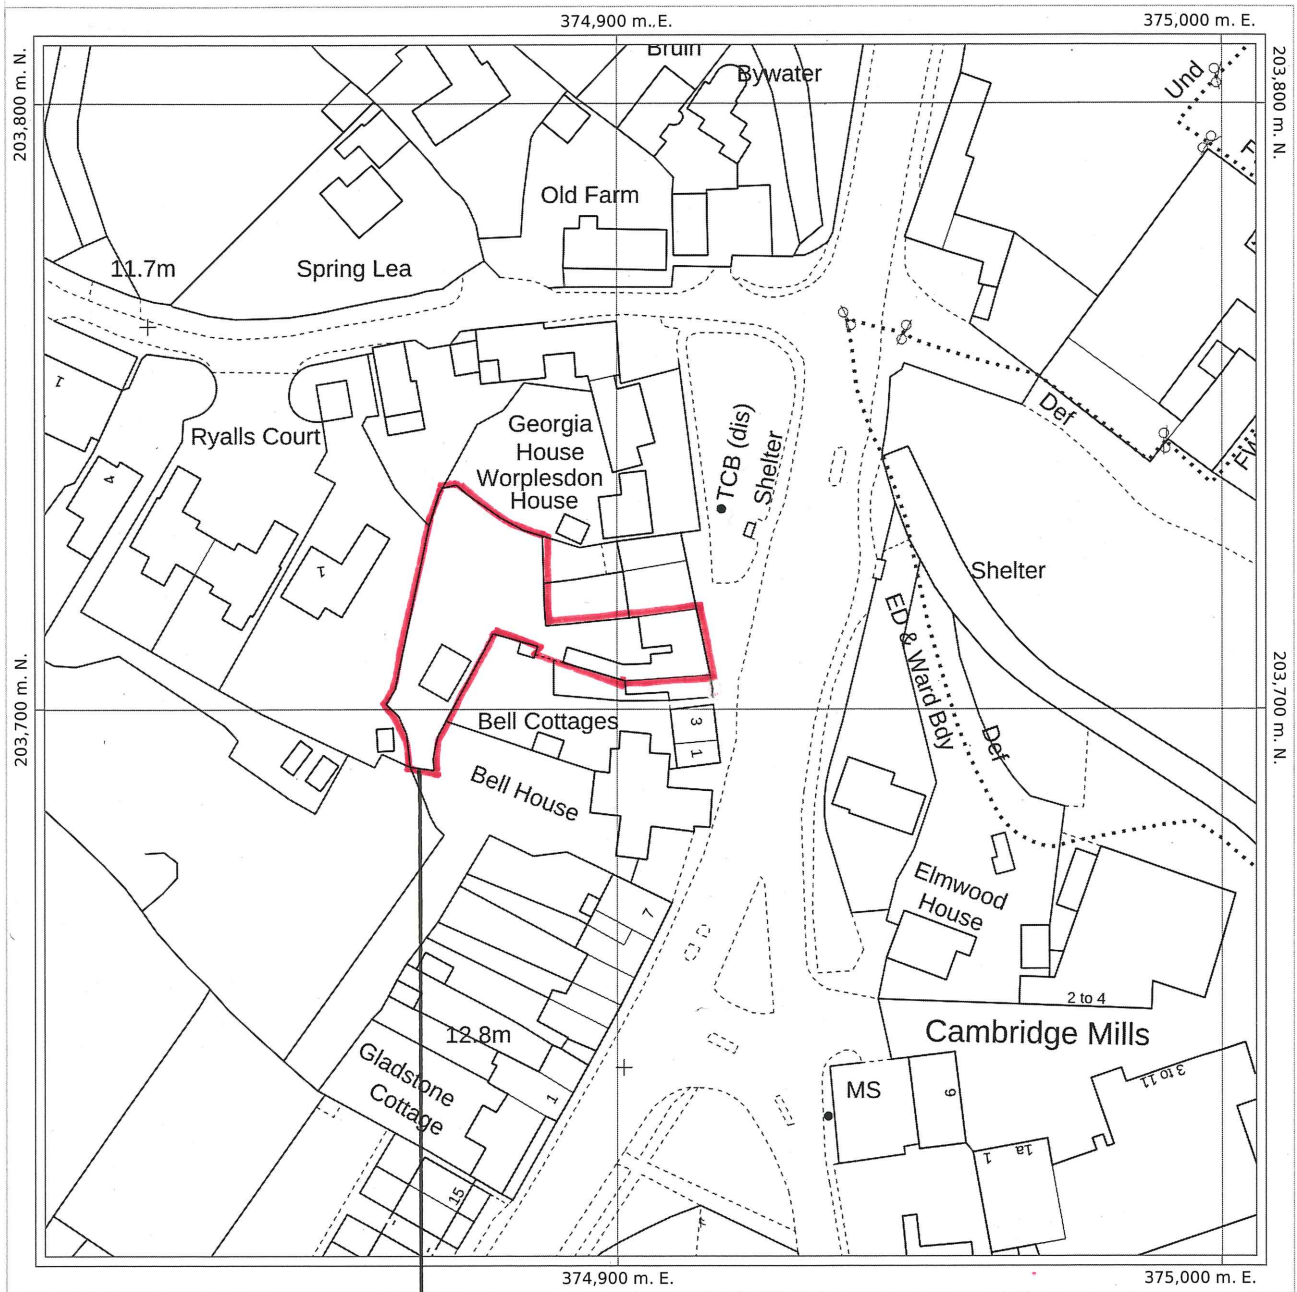 374,900 m. E.
375,000 m. E.
203,800 m. N.
203,800 m. N.
Bruin
Bywater
Und
Old Farm
11.7m
Spring Lea
1
Ryalls Court
Georgia
House
Worplesdon
House
TCB (dis)
Shelter
Def
FW
4
1
Shelter
ED & Ward Bdy
Def
203,700 m. N.
203,700 m. N.
Bell Cottages
3
1
Bell House
7
Elmwood
House
2 to 4
Cambridge Mills
12.8m
Gladstone
Cottage
1
MS
9
3 to 11
1
1a
15
374,900 m. E.
375,000 m. E.